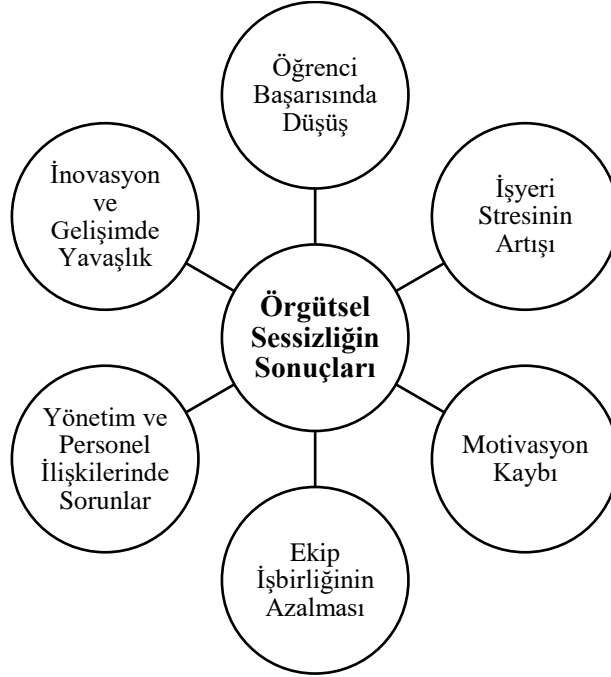 Öğrenci
Başarısında
Düşüş
İşyeri
Stresinin
Artışı
Motivasyon
Kaybı
Ekip
İşbirliğinin
Azalması
Yönetim ve
Personel
İlişkilerinde
Sorunlar
İnovasyon
ve
Gelişimde
Yavaşlık
Örgütsel
Sessizliğin
Sonuçları